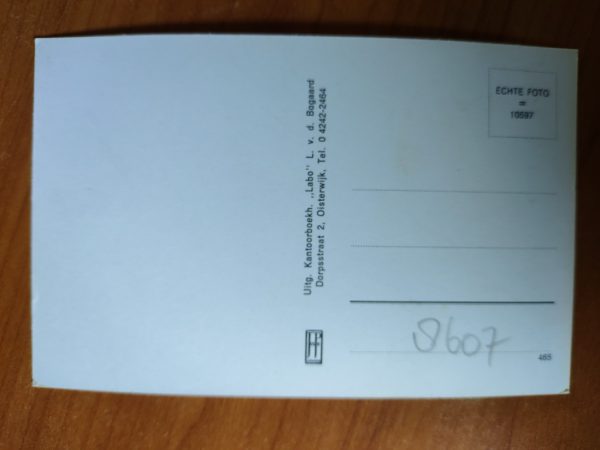 Uitg. Kantoorboekh. „Labo" L. v. d. Bogaard
Dorpsstraat 2, Oisterwijk, Tel. 0 4242-2464
ECHTE FOTO
=
10597
8607
465